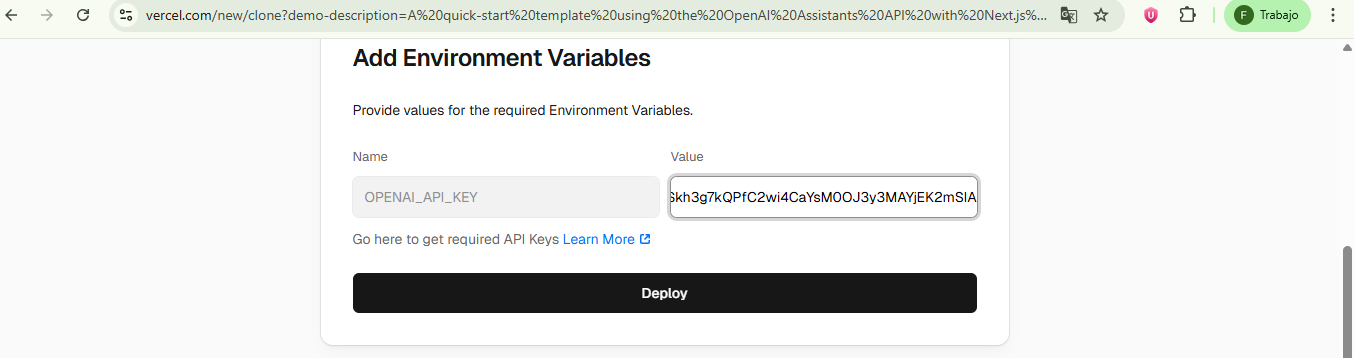 vercel.com/new/clone?demo-description=A%20quick-start%20template%20using%20the%20OpenAI%20Assistants%20API%20with%20Next.js%...
F Trabajo
Add Environment Variables
Provide values for the required Environment Variables.
Name Value
OPENAI_API_KEY
Go here to get required API Keys Learn More
Deploy